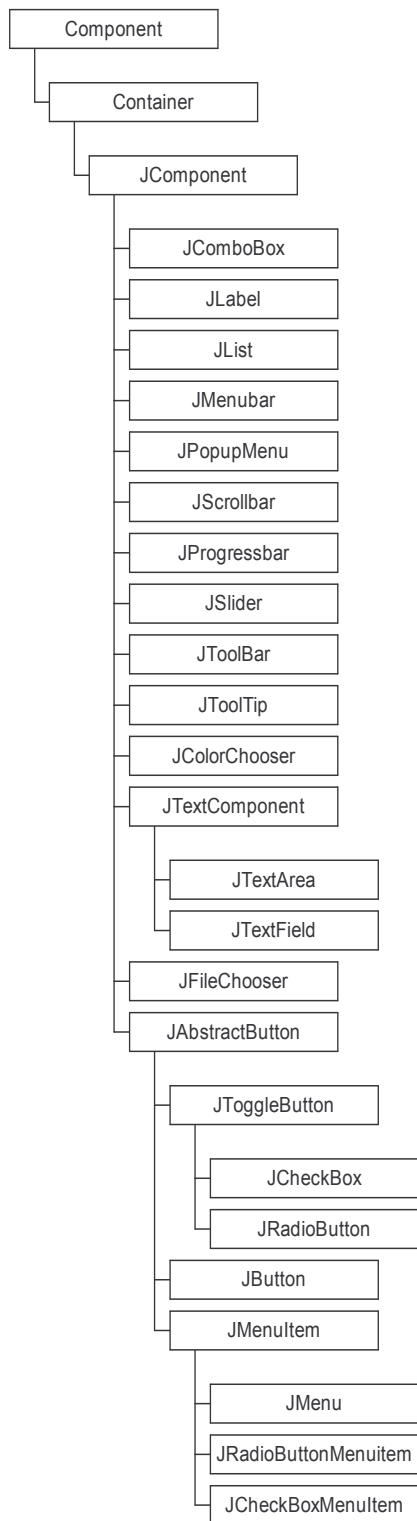 Component
Container
JComponent
JComboBox
JLabel
JList
JMenubar
JPopupMenu
JScrollbar
JProgressbar
JSlider
JToolBar
JToolTip
JColorChooser
JTextComponent
JTextArea
JTextField
JFileChooser
JAbstractButton
JToggleButton
JCheckBox
JRadioButton
JButton
JMenuItem
JMenu
JRadioButtonMenuitem
JCheckBoxMenuItem